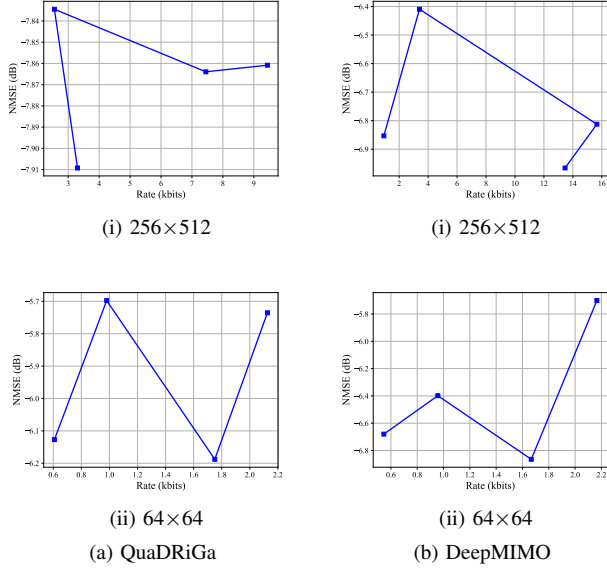 −7.84
−7.85
−7.86
−7.87
−7.88
−7.89
−7.90
−7.91
NMSE (dB)
3 4 5 6 7 8 9
Rate (kbits)
(i) 256×512
−6.4
−6.5
−6.6
−6.7
−6.8
−6.9
NMSE (dB)
2 4 6 8 10 12 14 16
Rate (kbits)
(i) 256×512
−5.7
−5.8
−5.9
−6.0
−6.1
−6.2
NMSE (dB)
0.6 0.8 1.0 1.2 1.4 1.6 1.8 2.0 2.2
Rate (kbits)
(ii) 64×64
(a) QuaDRiGa
−5.8
−6.0
−6.2
−6.4
−6.6
−6.8
NMSE (dB)
0.6 0.8 1.0 1.2 1.4 1.6 1.8 2.0 2.2
Rate (kbits)
(ii) 64×64
(b) DeepMIMO